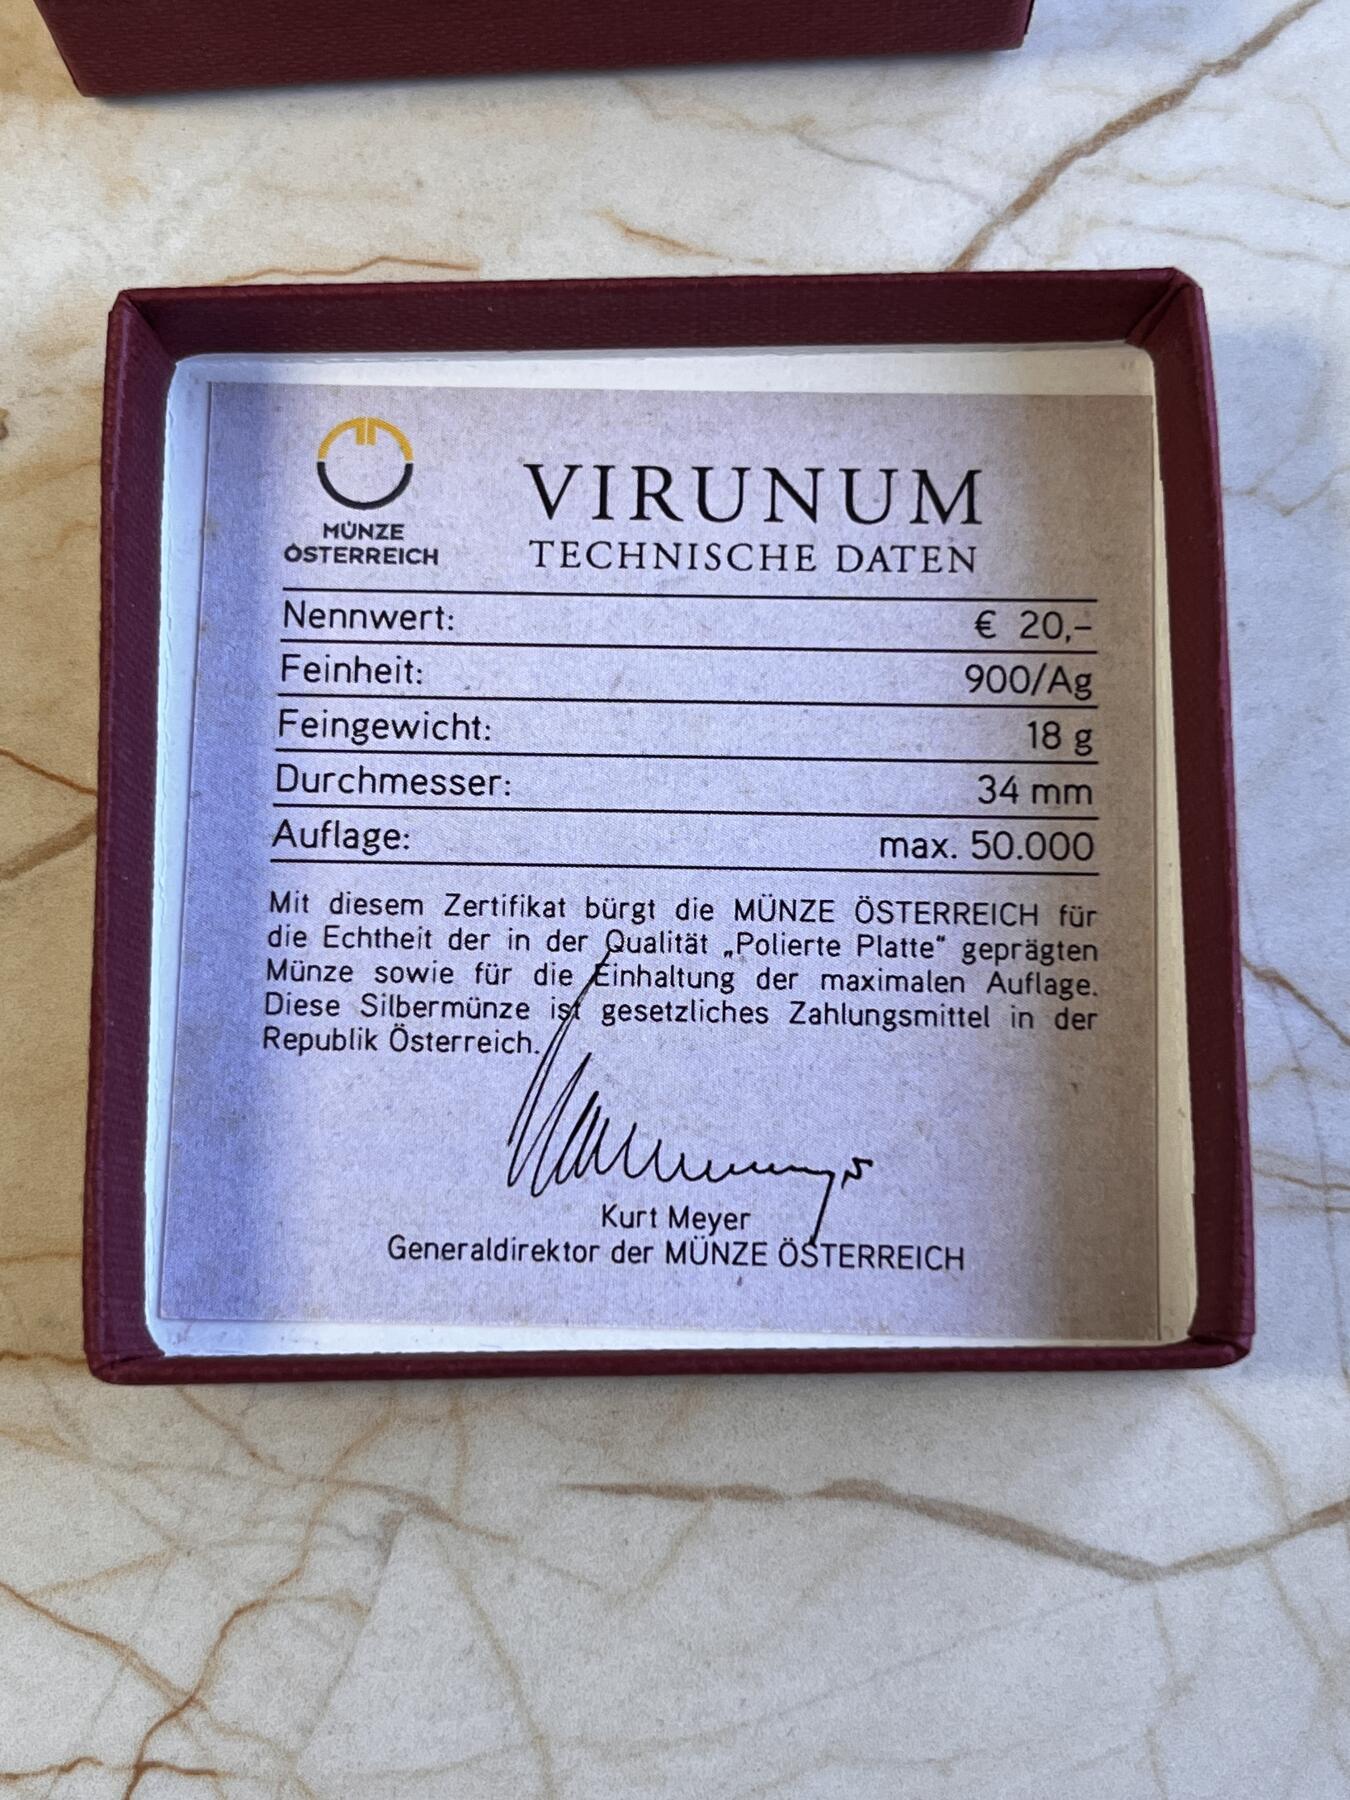 MÜNZE
ÖSTERREICH
VIRUNUM
TECHNISCHE DATEN
Nennwert: € 20,–
Feinheit: 900/Ag
Feingewicht: 18 g
Durchmesser: 34 mm
Auflage: max. 50.000
Mit diesem Zertifikat bürgt die MÜNZE ÖSTERREICH für
die Echtheit der in der Qualität „Polierte Platte“ geprägten
Münze sowie für die Einhaltung der maximalen Auflage.
Diese Silbermünze ist gesetzliches Zahlungsmittel in der
Republik Österreich.
Kurt Meyer
Generaldirektor der MÜNZE ÖSTERREICH